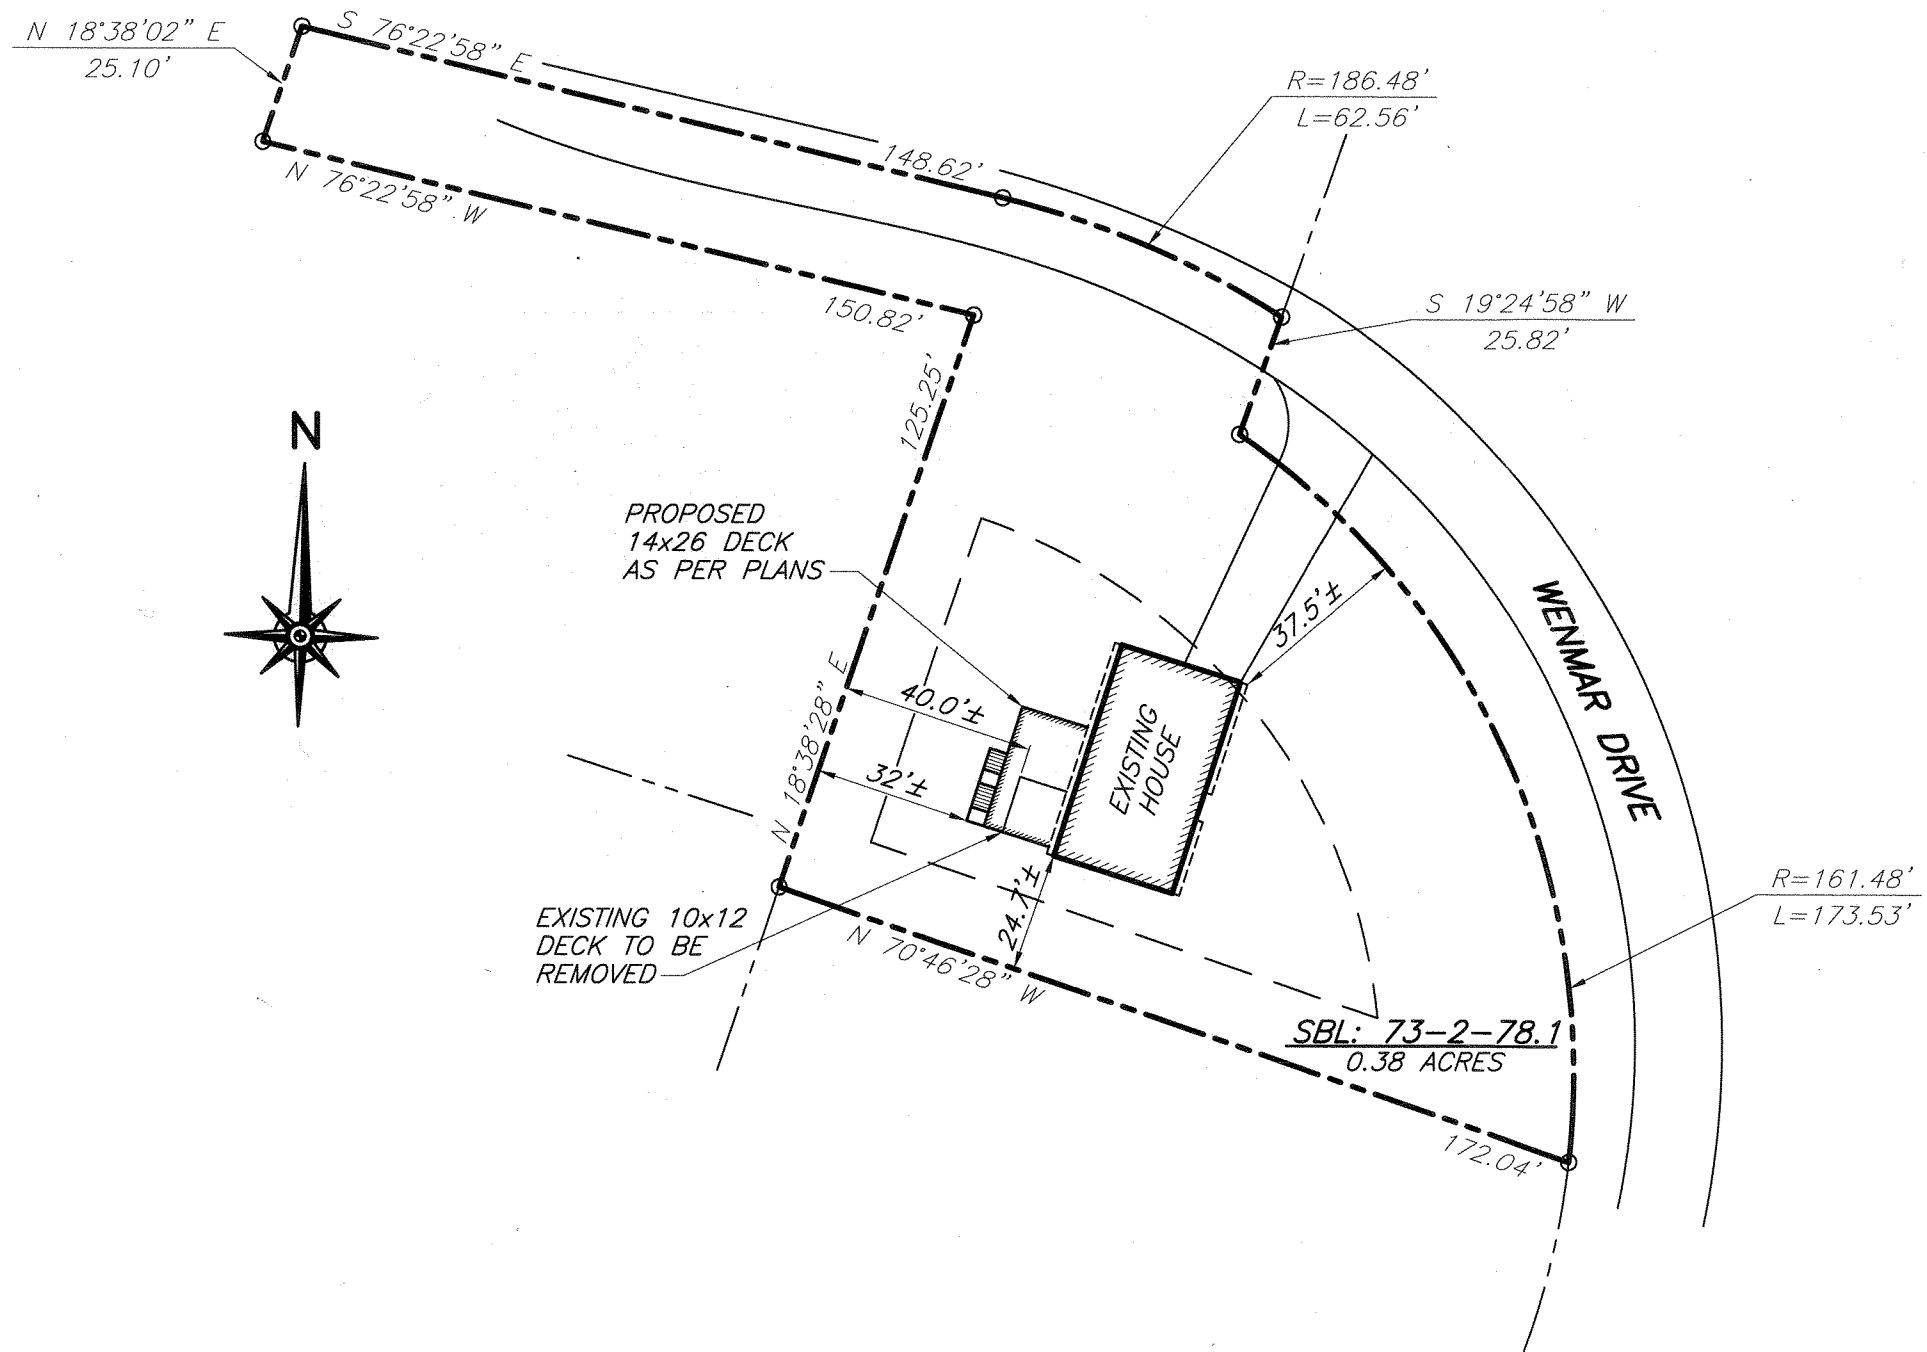 N 18°38'02" E
25.10'
S 76°22'58" E
148.62'
R=186.48'
L=62.56'
N 76°22'58" W
150.82'
S 19°24'58" W
25.82'
125.25'
N 18°38'28" E
N
PROPOSED
14x26 DECK
AS PER PLANS
37.5'±
WENMAR DRIVE
40.0'±
32'±
EXISTING
HOUSE
24.7'±
EXISTING 10x12
DECK TO BE
REMOVED
N 70°46'28" W
172.04'
R=161.48'
L=173.53'
SBL: 73-2-78.1
0.38 ACRES